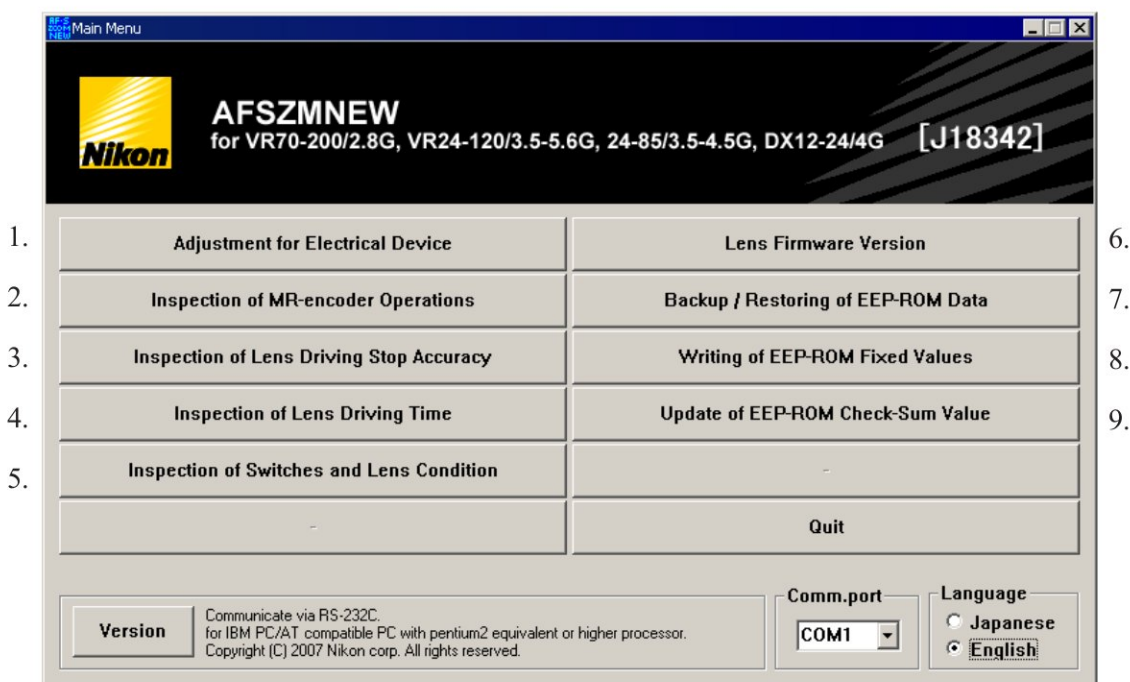 AF-S
ZOOM
NEW
Main Menu
Nikon
AFSZMNEW
for VR70-200/2.8G, VR24-120/3.5-5.6G, 24-85/3.5-4.5G, DX12-24/4G
[J18342]
1.
Adjustment for Electrical Device
Lens Firmware Version
6.
2.
Inspection of MR-encoder Operations
Backup / Restoring of EEP-ROM Data
7.
3.
Inspection of Lens Driving Stop Accuracy
Writing of EEP-ROM Fixed Values
8.
4.
Inspection of Lens Driving Time
Update of EEP-ROM Check-Sum Value
9.
5.
Inspection of Switches and Lens Condition
-
-
Quit
Version
Communicate via RS-232C.
for IBM PC/AT compatible PC with pentium2 equivalent or higher processor.
Copyright (C) 2007 Nikon corp. All rights reserved.
Comm.port
COM1
Language
Japanese
English